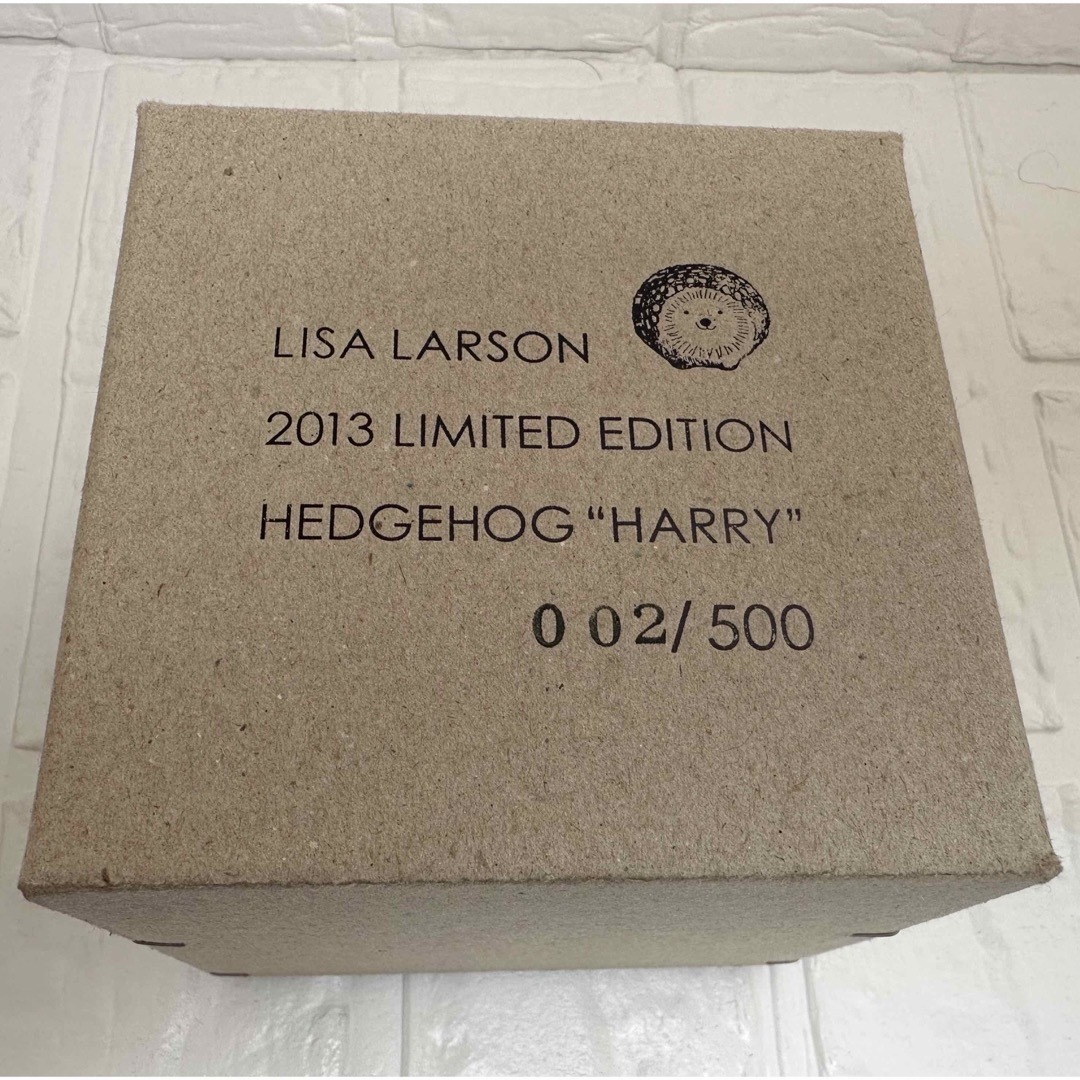 LISA LARSON
2013 LIMITED EDITION
HEDGEHOG “HARRY”
002/500